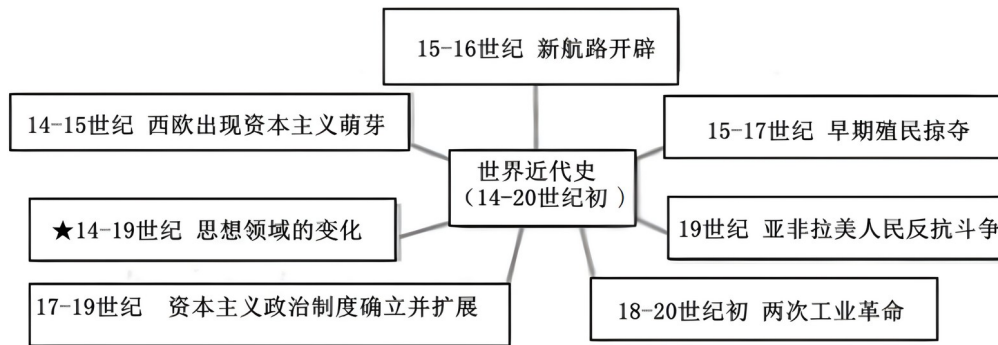 15-16世纪 新航路开辟
14-15世纪 西欧出现资本主义萌芽
15-17世纪 早期殖民掠夺
世界近代史
（14-20世纪初 ）
★14-19世纪 思想领域的变化
19世纪 亚非拉美人民反抗斗争
17-19世纪 资本主义政治制度确立并扩展
18-20世纪初 两次工业革命